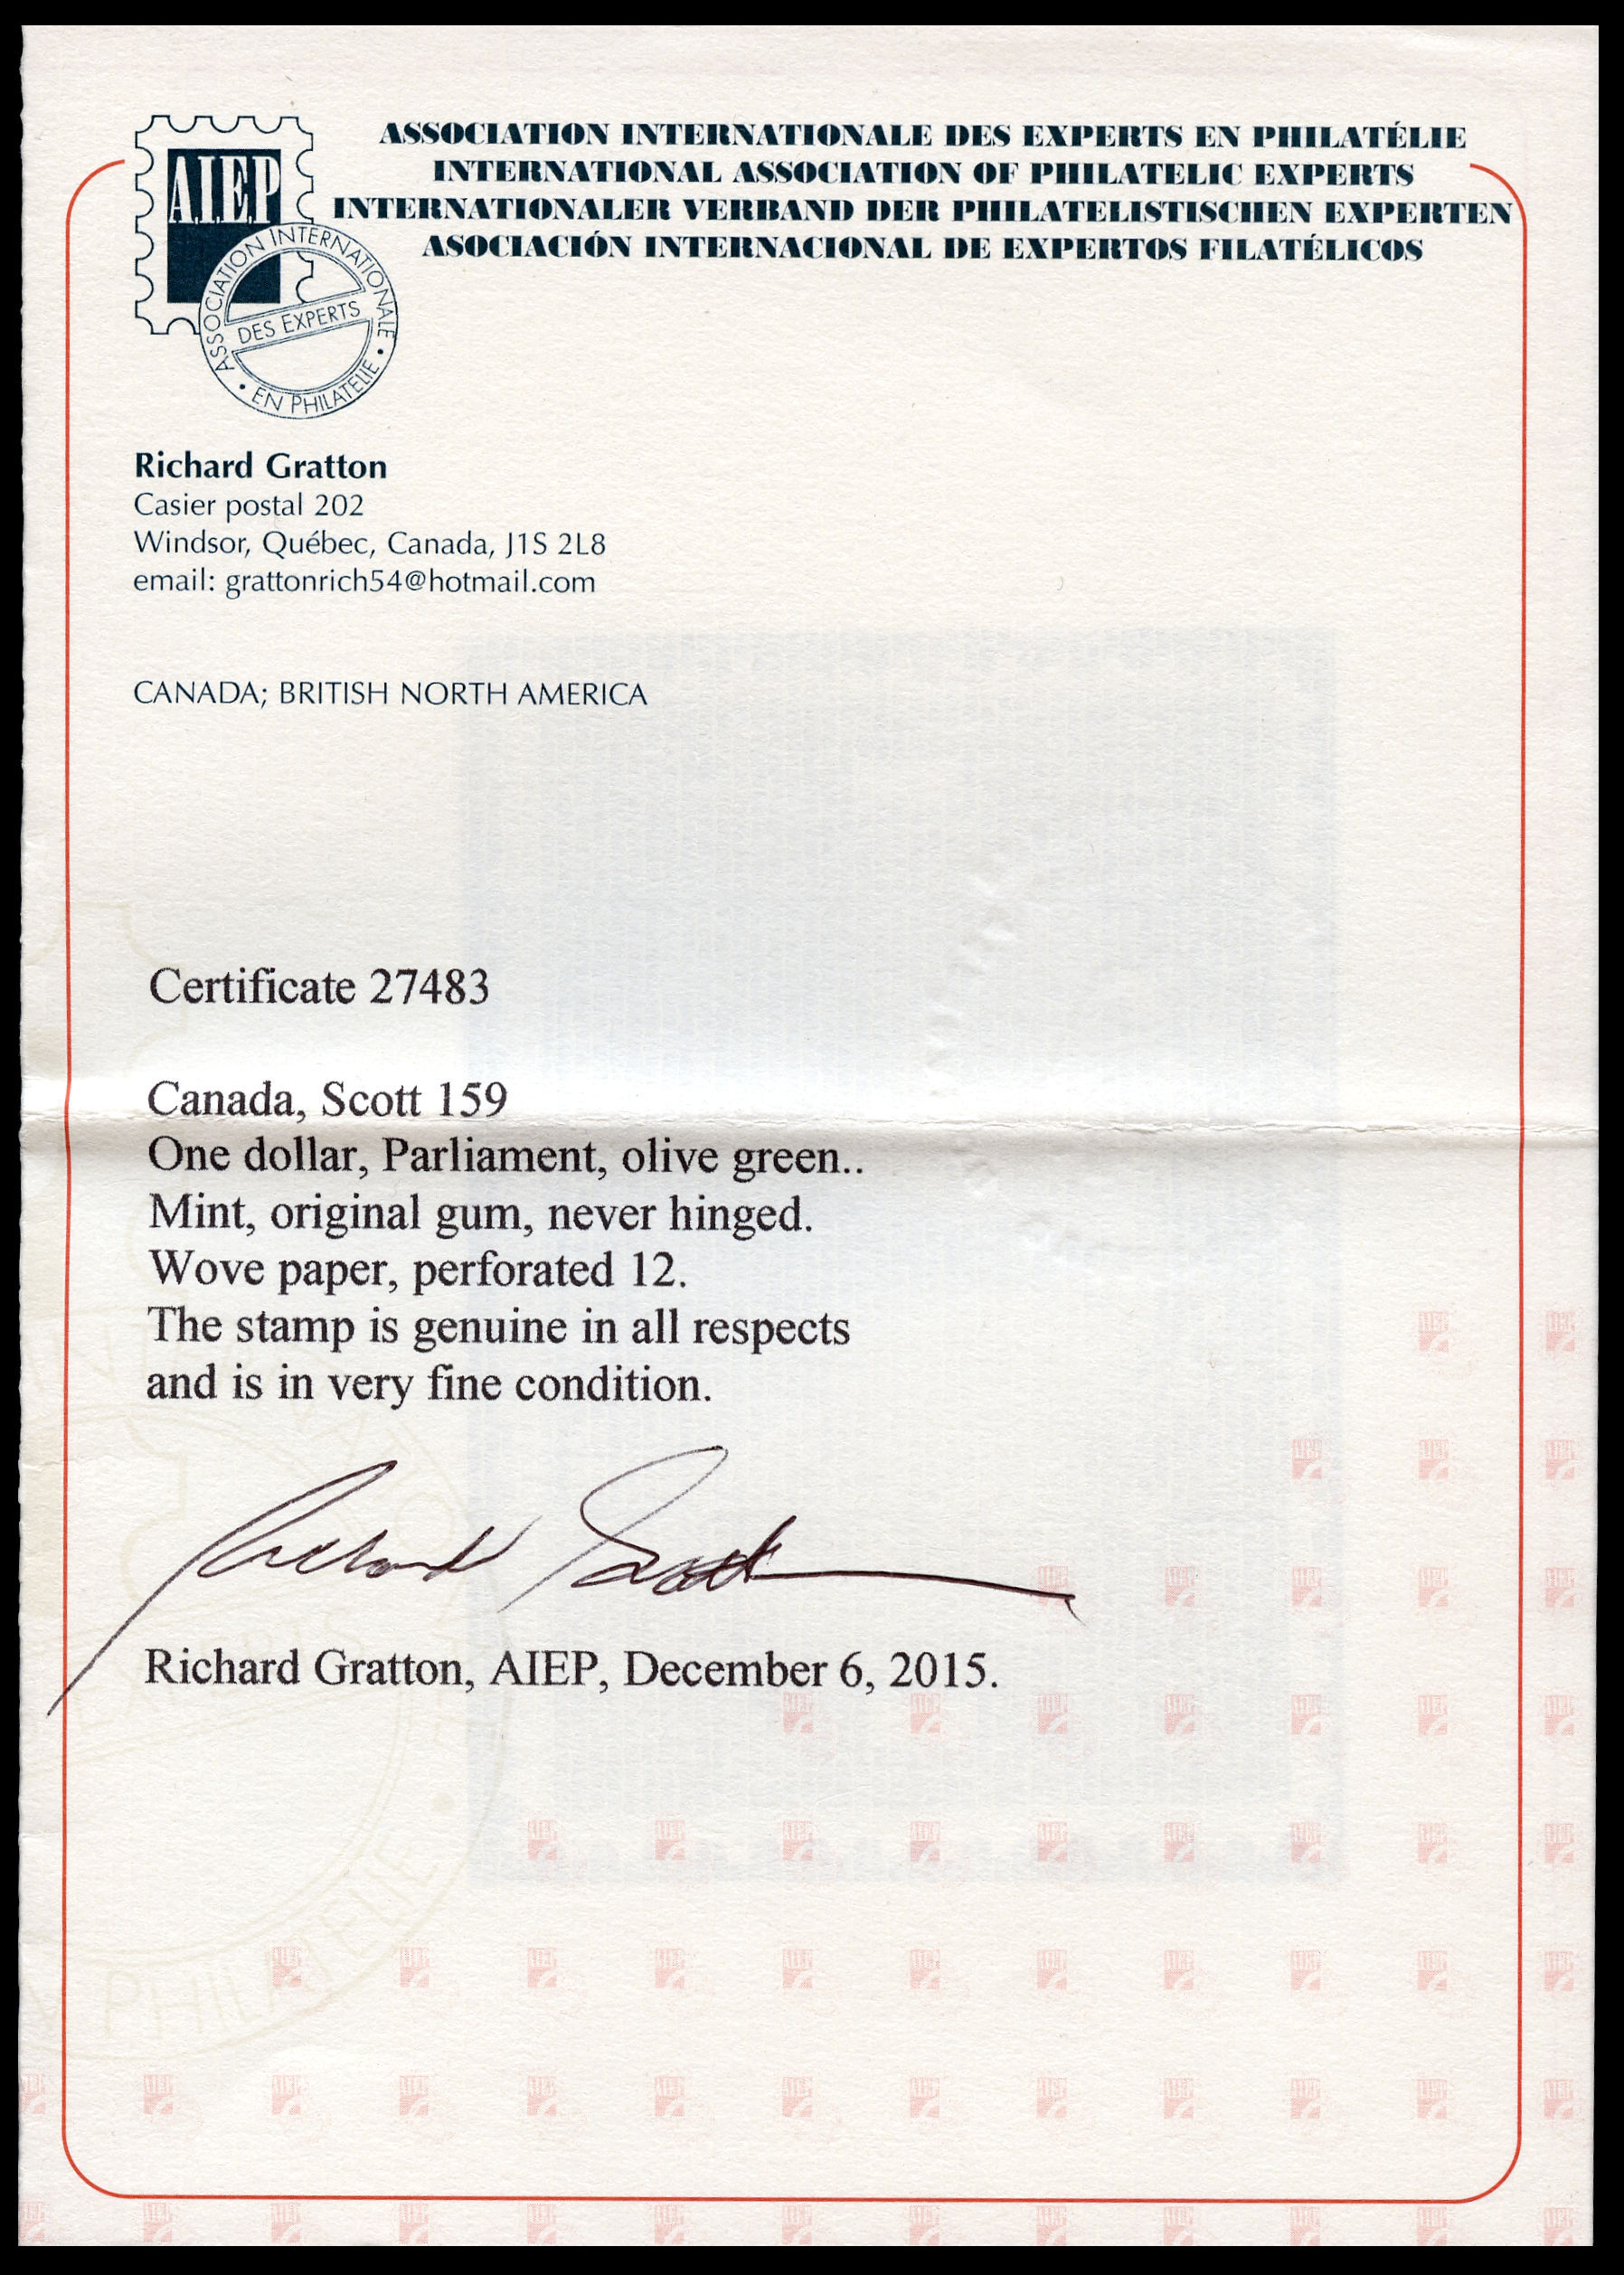 ASSOCIATION INTERNATIONALE DES EXPERTS EN PHILATÉLIE
INTERNATIONAL ASSOCIATION OF PHILATELIC EXPERTS
INTERNATIONALER VERBAND DER PHILATELISTISCHEN EXPERTEN
ASOCIACIÓN INTERNACIONAL DE EXPERTOS FILATÉLICOS
A.I.E.P
ASSOCIATION INTERNATIONALE
DES EXPERTS
• EN PHILATELIE •
Richard Gratton
Casier postal 202
Windsor, Québec, Canada, J1S 2L8
email: grattonrich54@hotmail.com
CANADA; BRITISH NORTH AMERICA
Certificate 27483
Canada, Scott 159
One dollar, Parliament, olive green..
Mint, original gum, never hinged.
Wove paper, perforated 12.
The stamp is genuine in all respects
and is in very fine condition.
Richard Gratton
Richard Gratton, AIEP, December 6, 2015.
PHILATELIE